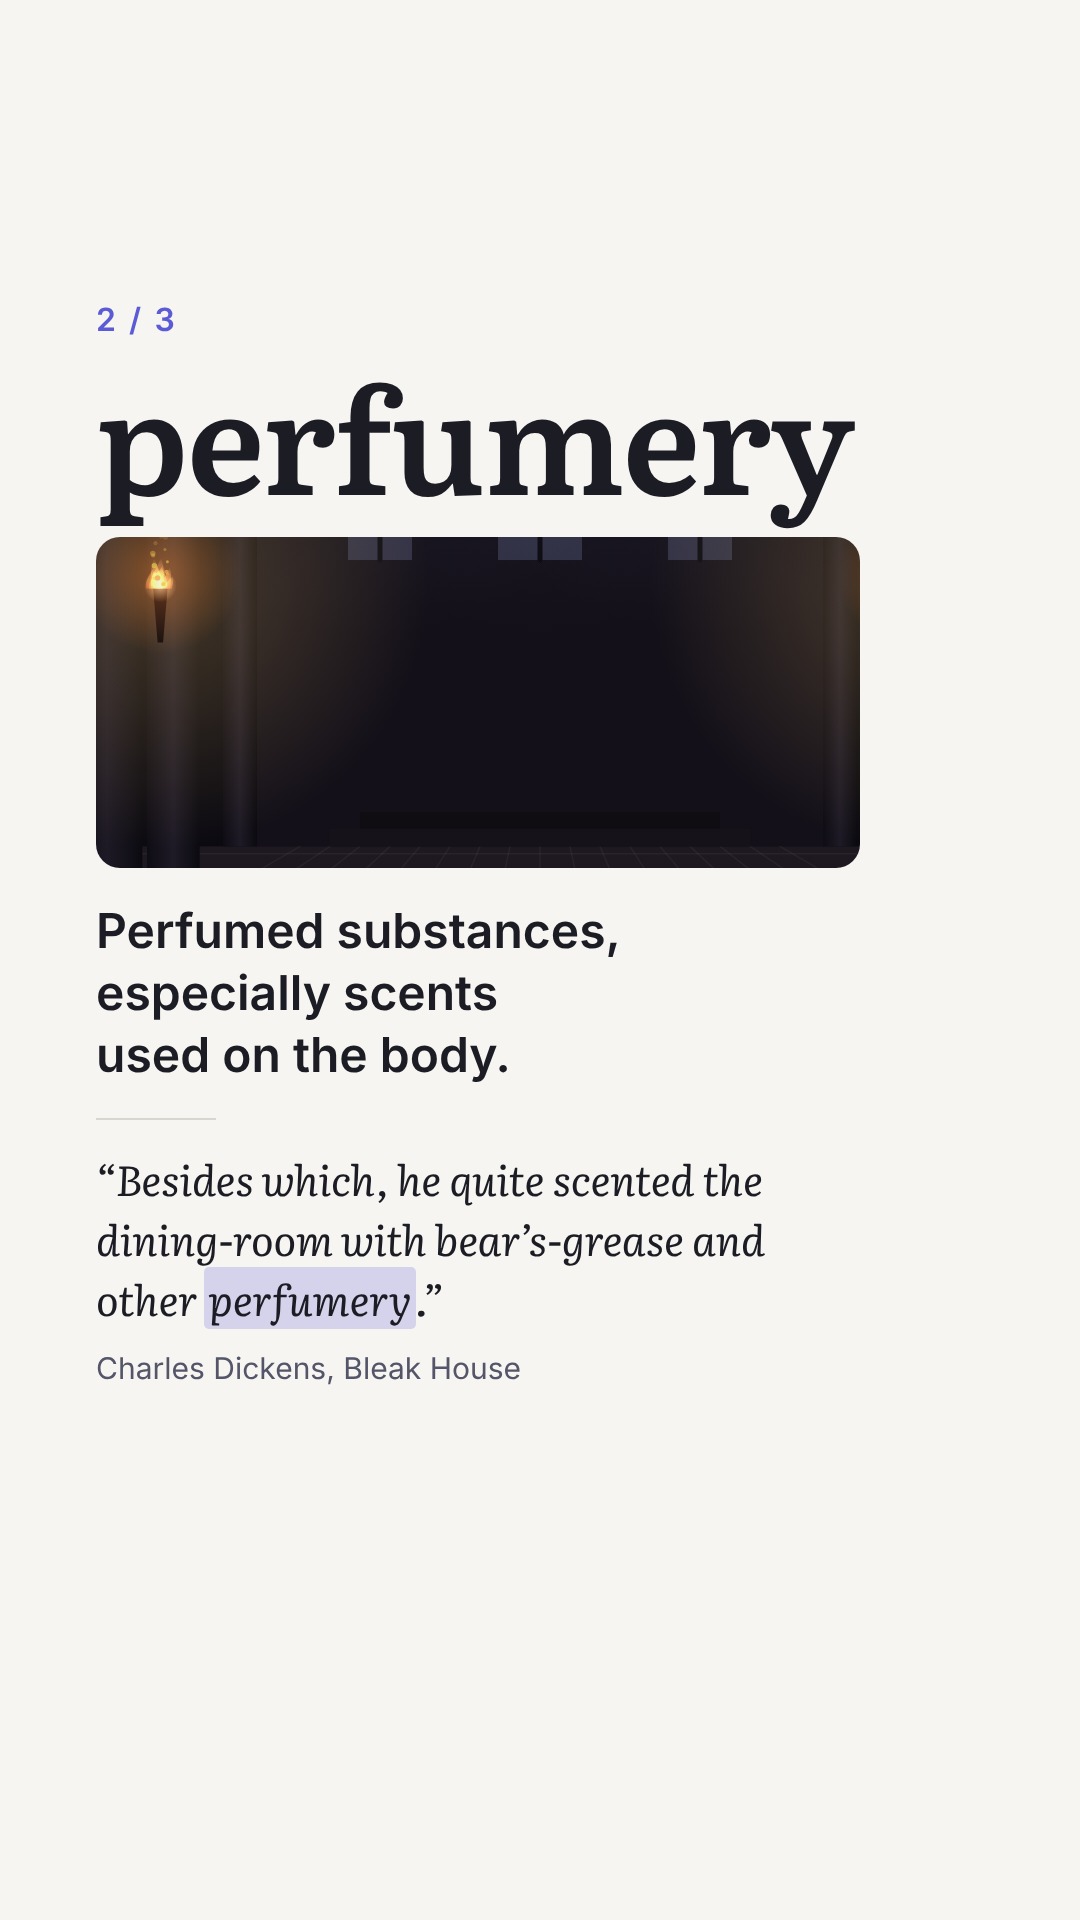 2 / 3
perfumery
Perfumed substances,
especially scents
used on the body.
“Besides which, he quite scented the
dining-room with bear’s-grease and
other perfumery.”
Charles Dickens, Bleak House